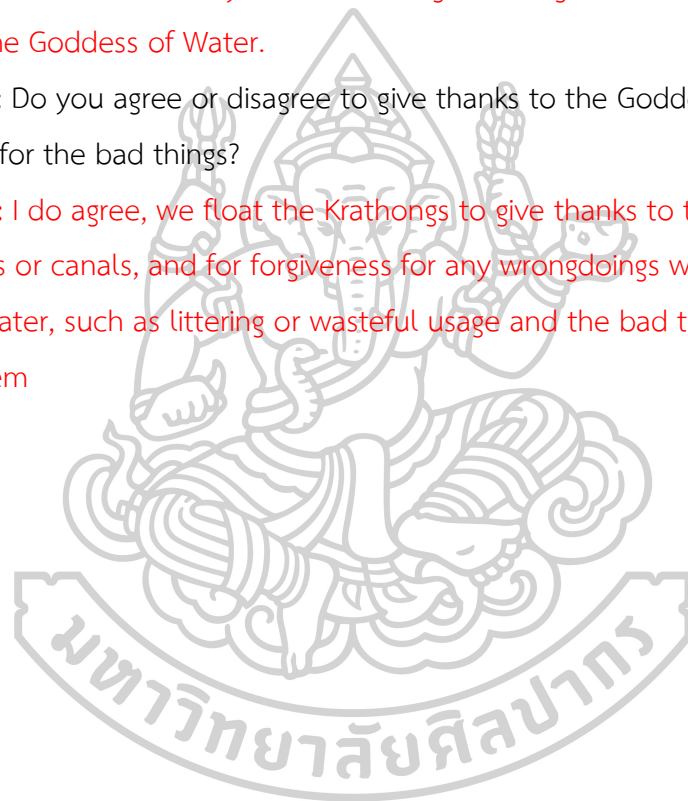 ne Goddess of Water.
: Do you agree or disagree to give thanks to the Godd
for the bad things?
: I do agree, we float the Krathongs to give thanks to t
s or canals, and for forgiveness for any wrongdoings w
ater, such as littering or wasteful usage and the bad t
em
มหาวิทยาลัยศิลปากร